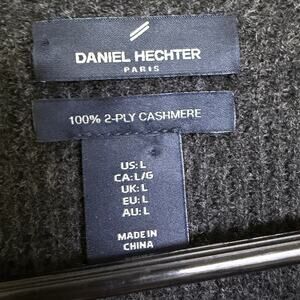 DANIEL HECHTER
PARIS
100% 2-PLY CASHMERE
US: L
CA: L/G
UK: L
EU: L
AU: L
MADE IN
CHINA